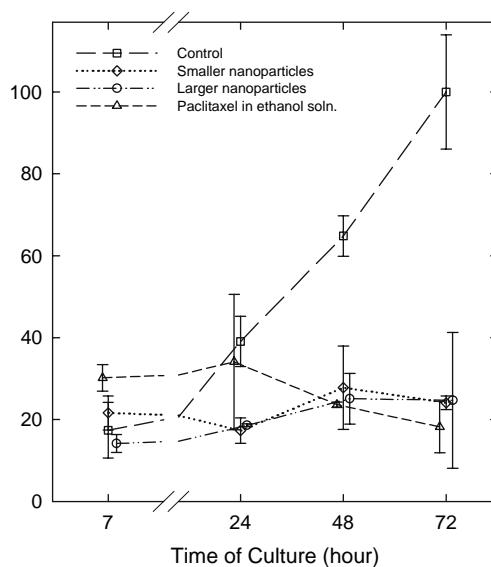 Control
Smaller nanoparticles
Larger nanoparticles
Paclitaxel in ethanol soln.
100
80
60
40
20
0
7
24
48
72
Time of Culture (hour)